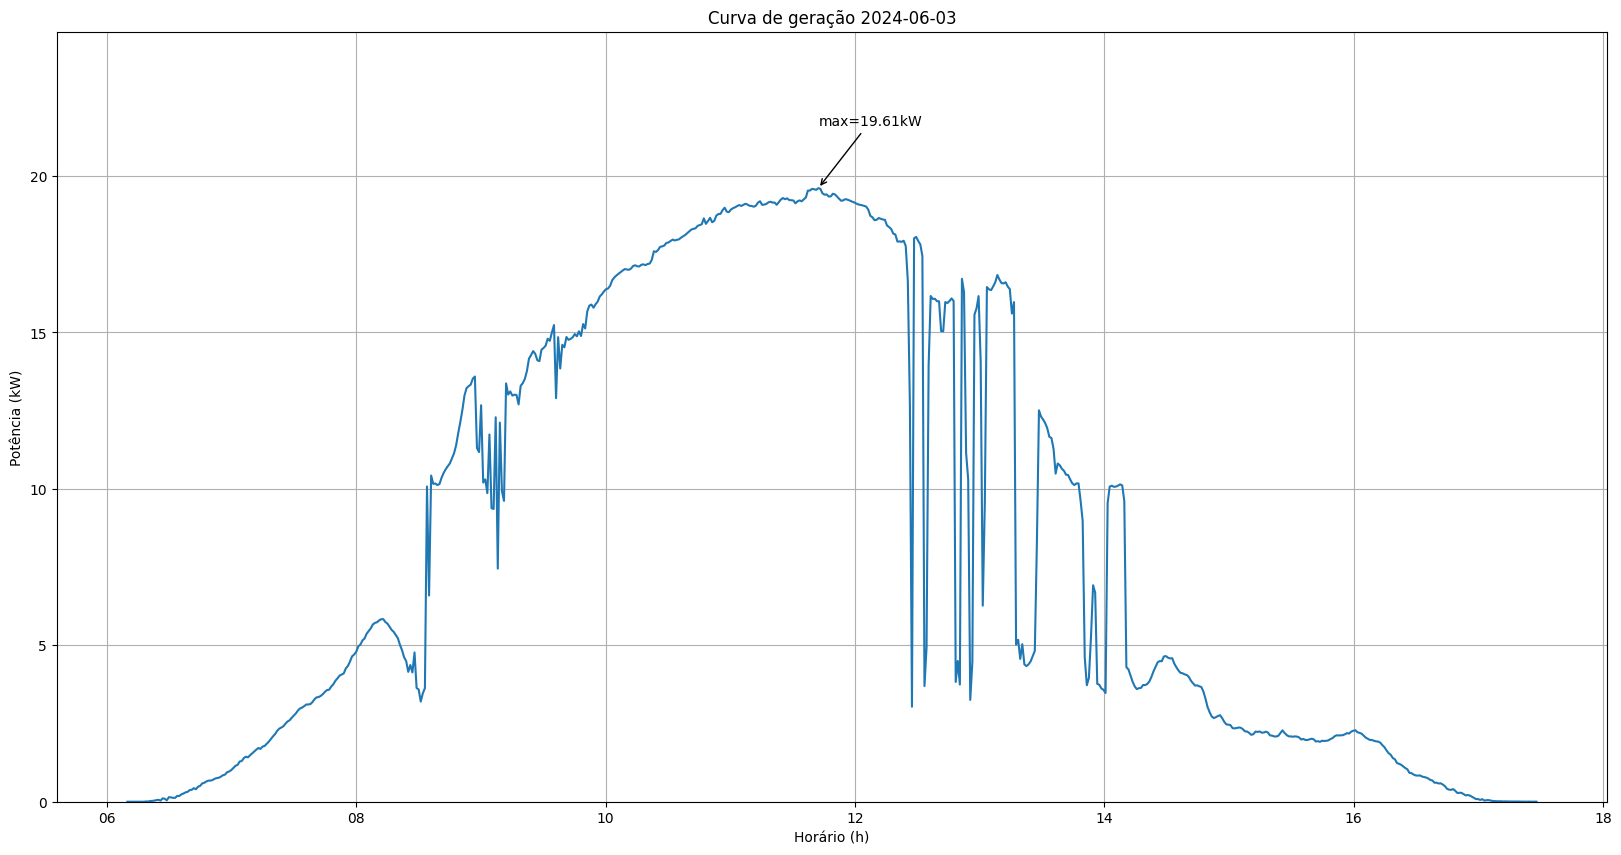 Curva de geração 2024-06-03
max=19.61kW
Potência (kW)
20
15
10
5
0
06 08 10 12 14 16 18
Horário (h)